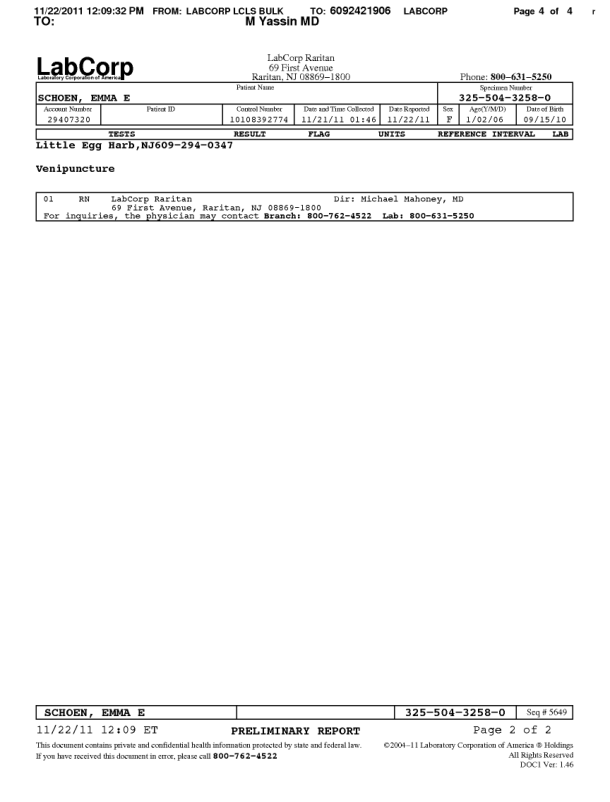 11/22/2011 12:09:32 PM FROM: LABCORP LCLS BULK TO: 6092421906 LABCORP Page 4 of 4 r
TO: M Yassin MD
LabCorp
Laboratory Corporation of America
LabCorp Raritan
69 First Avenue
Raritan, NJ 08869-1800
Phone: 800-631-5250
Patient Name Specimen Number
SCHOEN, EMMA E 325-504-3258-0
Account Number Patient ID Control Number Date and Time Collected Date Reported Sex Age(Y/M/D) Date of Birth
29407320 10108392774 11/21/11 01:46 11/22/11 F 1/02/06 09/15/10
TESTS RESULT FLAG UNITS REFERENCE INTERVAL LAB
Little Egg Harb,NJ609-294-0347
Venipuncture
01 RN LabCorp Raritan Dir: Michael Mahoney, MD
69 First Avenue, Raritan, NJ 08869-1800
For inquiries, the physician may contact Branch: 800-762-4522 Lab: 800-631-5250
SCHOEN, EMMA E 325-504-3258-0 Seq # 5649
11/22/11 12:09 ET PRELIMINARY REPORT Page 2 of 2
This document contains private and confidential health information protected by state and federal law.
If you have received this document in error, please call 800-762-4522
©2004-11 Laboratory Corporation of America ® Holdings
All Rights Reserved
DOC1 Ver: 1.46